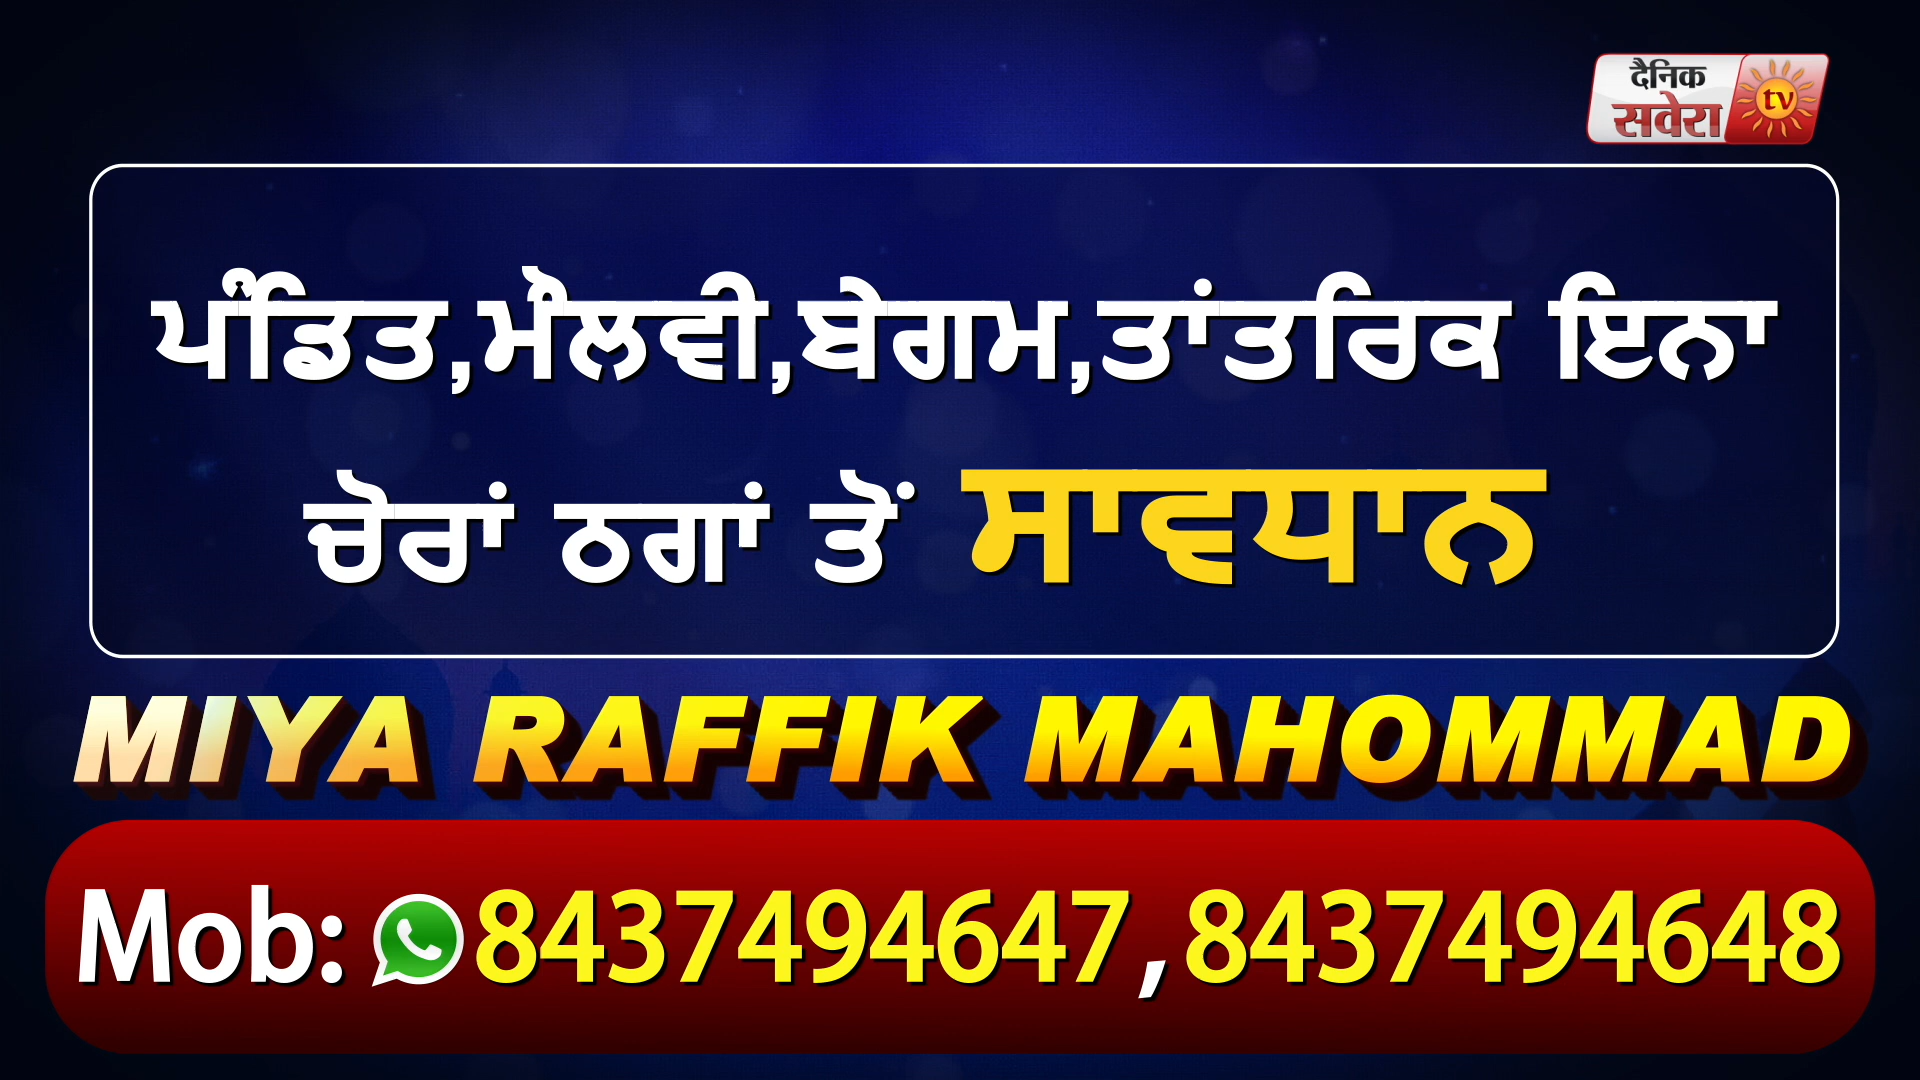 दैनिक
सवेरा tv
ਪੰਡਿਤ,ਮੌਲਵੀ,ਬੇਗਮ,ਤਾਂਤਰਿਕ ਇਨਾ
ਚੋਰਾਂ ਠਗਾਂ ਤੋਂ ਸਾਵਧਾਨ
MIYA RAFFIK MAHOMMAD
Mob: 8437494647, 8437494648